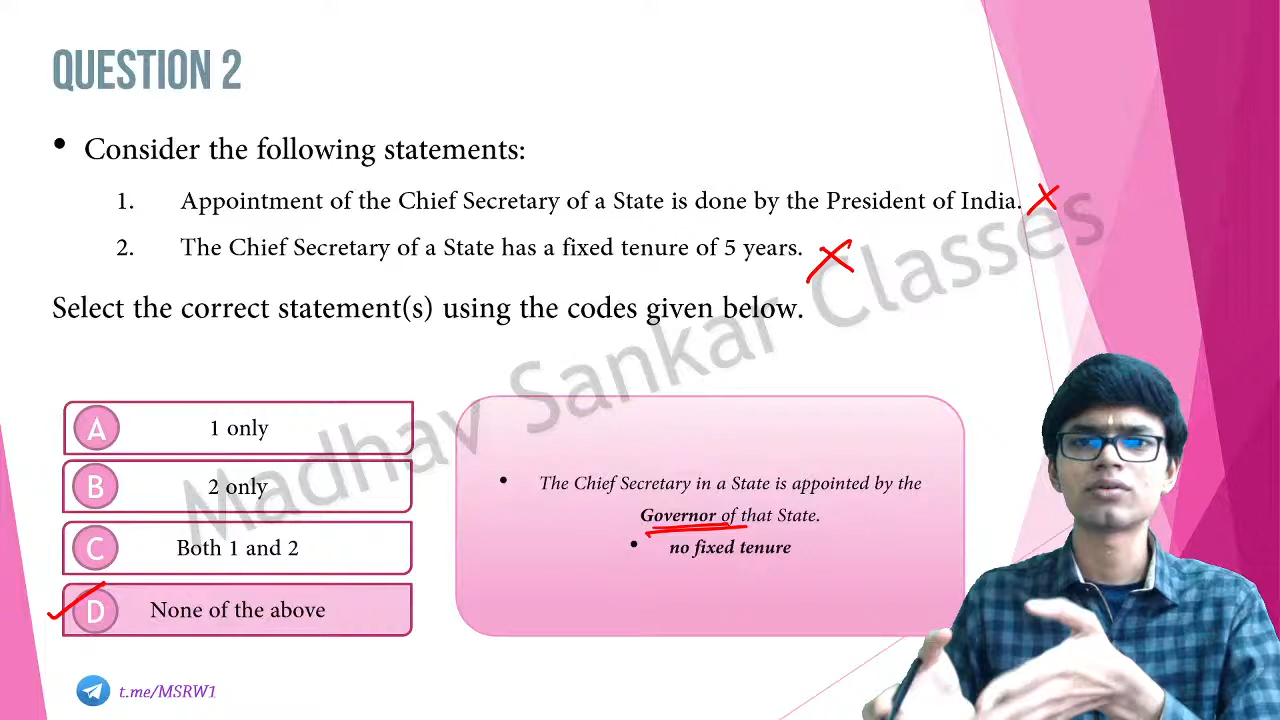 QUESTION 2
• Consider the following statements:
1. Appointment of the Chief Secretary of a State is done by the President of India.
2. The Chief Secretary of a State has a fixed tenure of 5 years.
Select the correct statement(s) using the codes given below.
A 1 only
B 2 only
C Both 1 and 2
D None of the above
• The Chief Secretary in a State is appointed by the
Governor of that State.
• no fixed tenure
Madhav Sankar Classes
t.me/MSRW1